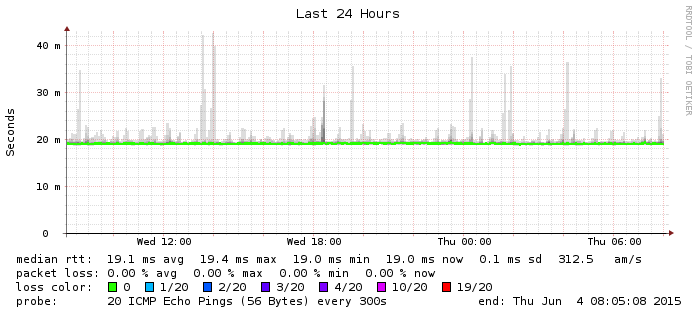 Last 24 Hours
RRDTOOL / TOBI OETIKER
Seconds
40 m
30 m
20 m
10 m
0
Wed 12:00 Wed 18:00 Thu 00:00 Thu 06:00
median rtt: 19.1 ms avg 19.4 ms max 19.0 ms min 19.0 ms now 0.1 ms sd 312.5 am/s
packet loss: 0.00 % avg 0.00 % max 0.00 % min 0.00 % now
loss color: 0 1/20 2/20 3/20 4/20 10/20 19/20
probe: 20 ICMP Echo Pings (56 Bytes) every 300s end: Thu Jun 4 08:05:08 2015